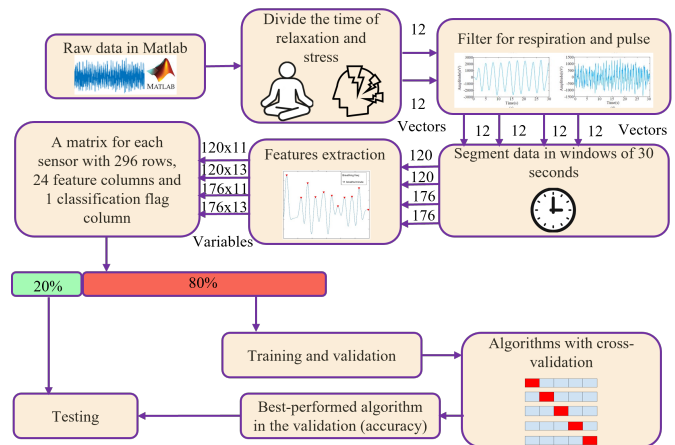 Raw data in Matlab
MATLAB
Divide the time of
relaxation and
stress
12
12
Vectors
Filter for respiration and pulse
Time(s)
Time(s)
12
12
12
12
Vectors
Segment data in windows of 30
seconds
120
120
176
176
Features extraction
120x11
120x13
176x11
176x13
Variables
A matrix for each
sensor with 296 rows,
24 feature columns and
1 classification flag
column
20%
80%
Training and validation
Algorithms with cross-
validation
Best-performed algorithm
in the validation (accuracy)
Testing